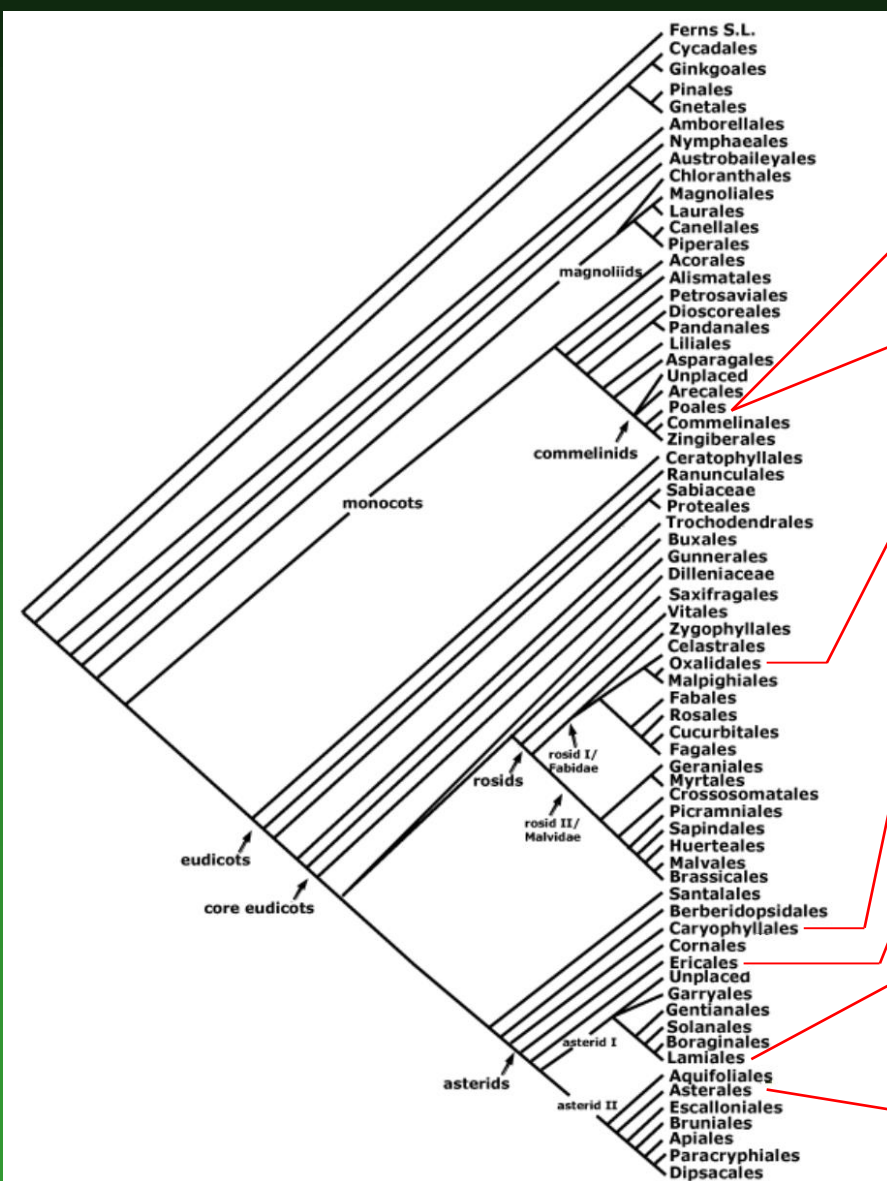 Ferns S.L.
Cycadales
Ginkgoales
Pinales
Gnetales
Amborellales
Nymphaeales
Austrobaileyales
Chloranthales
Magnoliales
Laurales
Canellales
Piperales
magnoliids
Acorales
Alismatales
Petrosaviales
Dioscoreales
Pandanales
Liliales
Asparagales
Unplaced
Arecales
Poales
Commelinales
Zingiberales
commelinids
monocots
Ceratophyllales
Ranunculales
Sabiaceae
Proteales
Trochodendrales
Buxales
Gunnerales
Dilleniaceae
Saxifragales
Vitales
Zygophyllales
Celastrales
Oxalidales
Malpighiales
Fabales
Rosales
Cucurbitales
Fagales
rosid I/
Fabidae
rosids
Geraniales
Myrtales
Crossosomatales
Picramniales
Sapindales
Huerteales
Malvales
Brassicales
rosid II/
Malvidae
eudicots
core eudicots
Santalales
Berberidopsidales
Caryophyllales
Cornales
Ericales
Unplaced
Garryales
Gentianales
Solanales
Boraginales
Lamiales
asterid I
asterids
Aquifoliales
Asterales
Escalloniales
Bruniales
Apiales
Paracryphiales
Dipsacales
asterid II